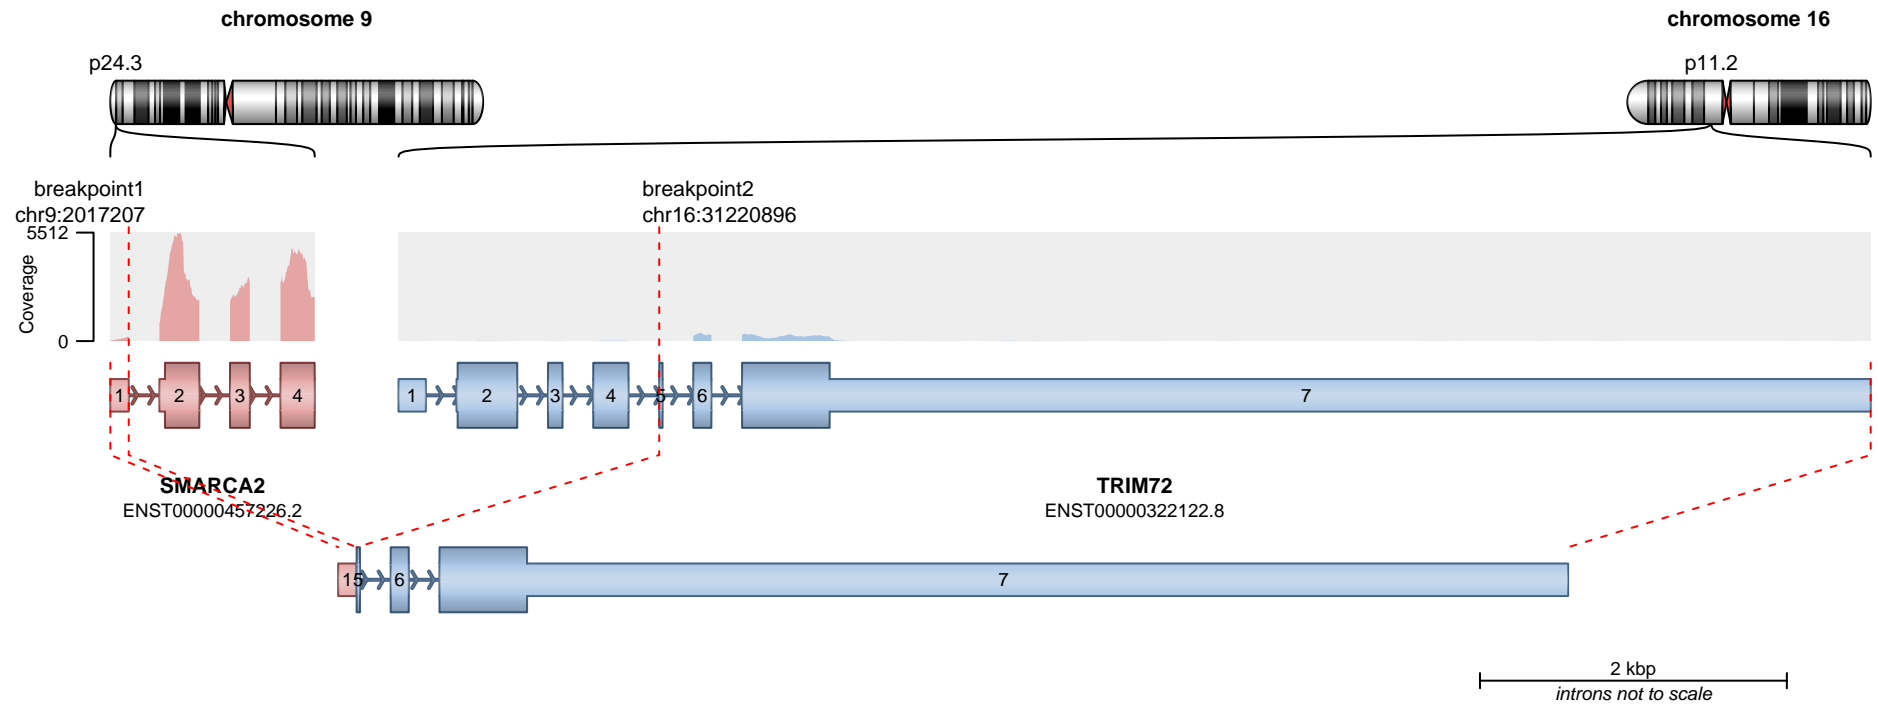 chromosome 9
chromosome 16
p24.3
p11.2
breakpoint1
chr9:2017207
breakpoint2
chr16:31220896
5512
Coverage
0
1 2 3 4
1 2 3 4 5 6 7
SMARCA2
ENST00000457226.2
TRIM72
ENST00000322122.8
1 5 6 7
2 kbp
introns not to scale